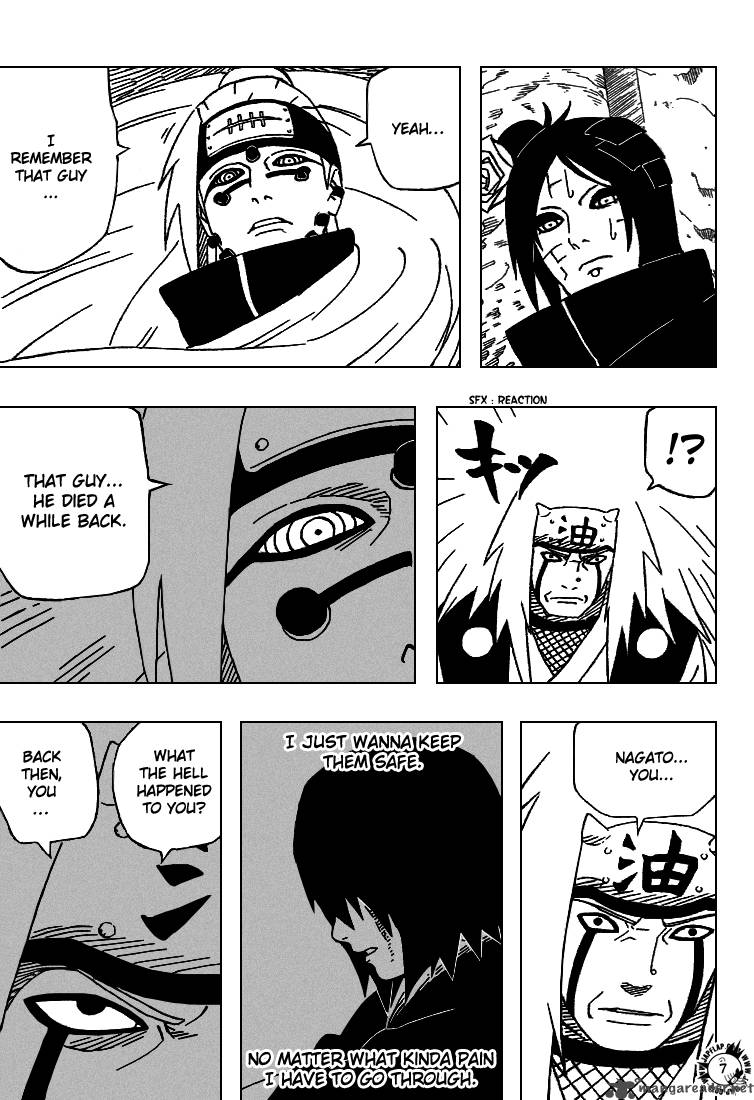 YEAH...
I
REMEMBER
THAT GUY
...
SFX : REACTION
!?
キッ
油
THAT GUY...
HE DIED A
WHILE BACK.
NAGATO...
YOU...
油
I JUST WANNA KEEP
THEM SAFE.
NO MATTER WHAT KINDA PAIN
I HAVE TO GO THROUGH.
WHAT
THE HELL
HAPPENED
TO YOU?
BACK
THEN,
YOU
...
7
mangareader.net